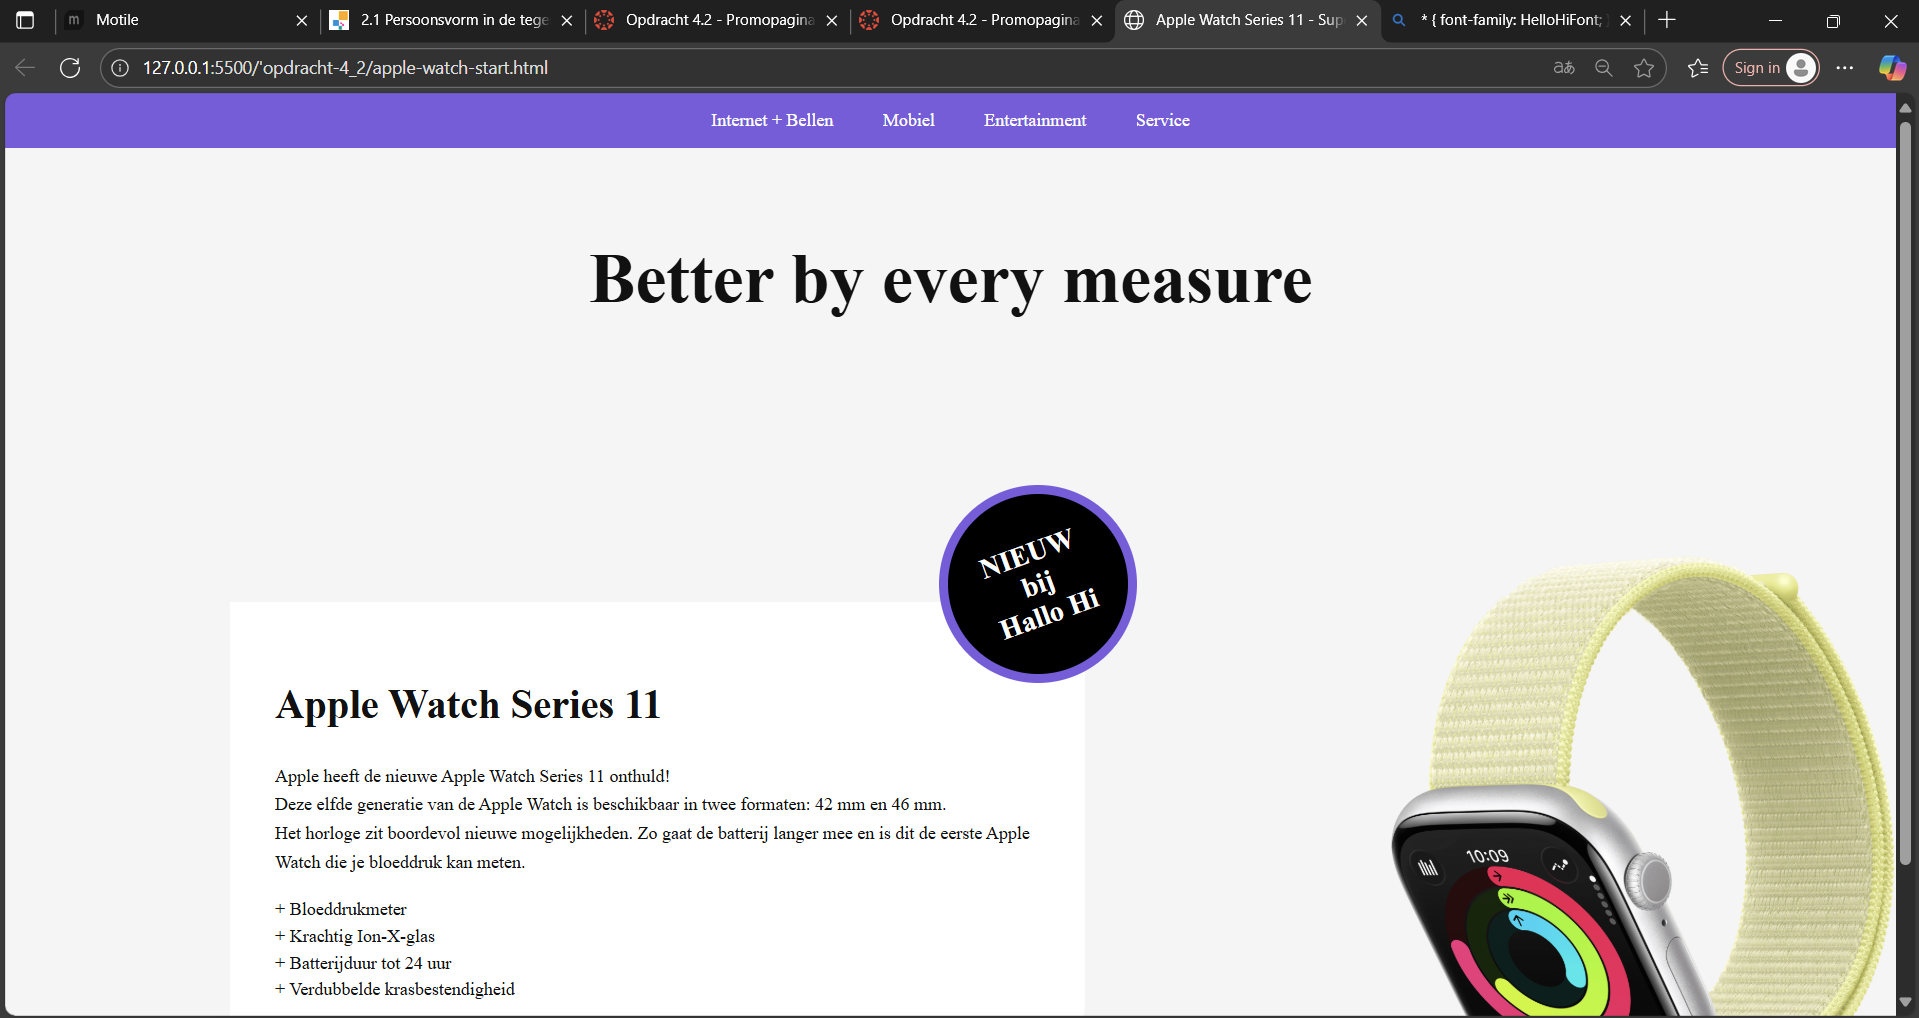 Motile
2.1 Persoonsvorm in de tege
Opdracht 4.2 - Promopagina
Opdracht 4.2 - Promopagina
Apple Watch Series 11 - Sup
* { font-family: HelloHiFont;
127.0.0.1:5500/'opdracht-4_2/apple-watch-start.html
Sign in
Internet + Bellen
Mobiel
Entertainment
Service
Better by every measure
NIEUW
bij
Hallo Hi
Apple Watch Series 11
Apple heeft de nieuwe Apple Watch Series 11 onthuld!
Deze elfde generatie van de Apple Watch is beschikbaar in twee formaten: 42 mm en 46 mm.
Het horloge zit boordevol nieuwe mogelijkheden. Zo gaat de batterij langer mee en is dit de eerste Apple
Watch die je bloeddruk kan meten.
+ Bloeddrukmeter
+ Krachtig Ion-X-glas
+ Batterijduur tot 24 uur
+ Verdubbelde krasbestendigheid
10:09